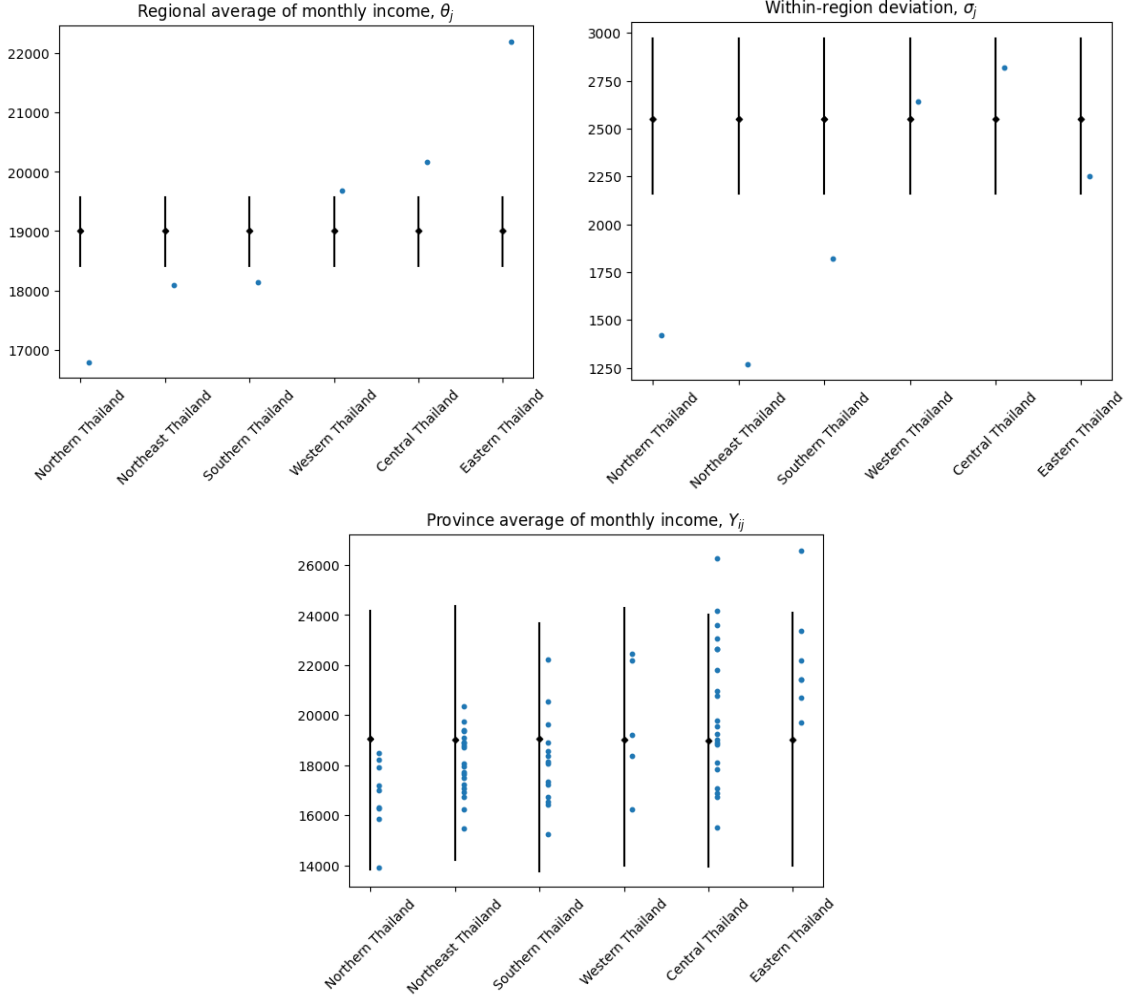 Regional average of monthly income, θj
22000
21000
20000
19000
18000
17000
Northern Thailand
Northeast Thailand
Southern Thailand
Western Thailand
Central Thailand
Eastern Thailand
Within-region deviation, σj
3000
2750
2500
2250
2000
1750
1500
1250
Northern Thailand
Northeast Thailand
Southern Thailand
Western Thailand
Central Thailand
Eastern Thailand
Province average of monthly income, Yij
26000
24000
22000
20000
18000
16000
14000
Northern Thailand
Northeast Thailand
Southern Thailand
Western Thailand
Central Thailand
Eastern Thailand